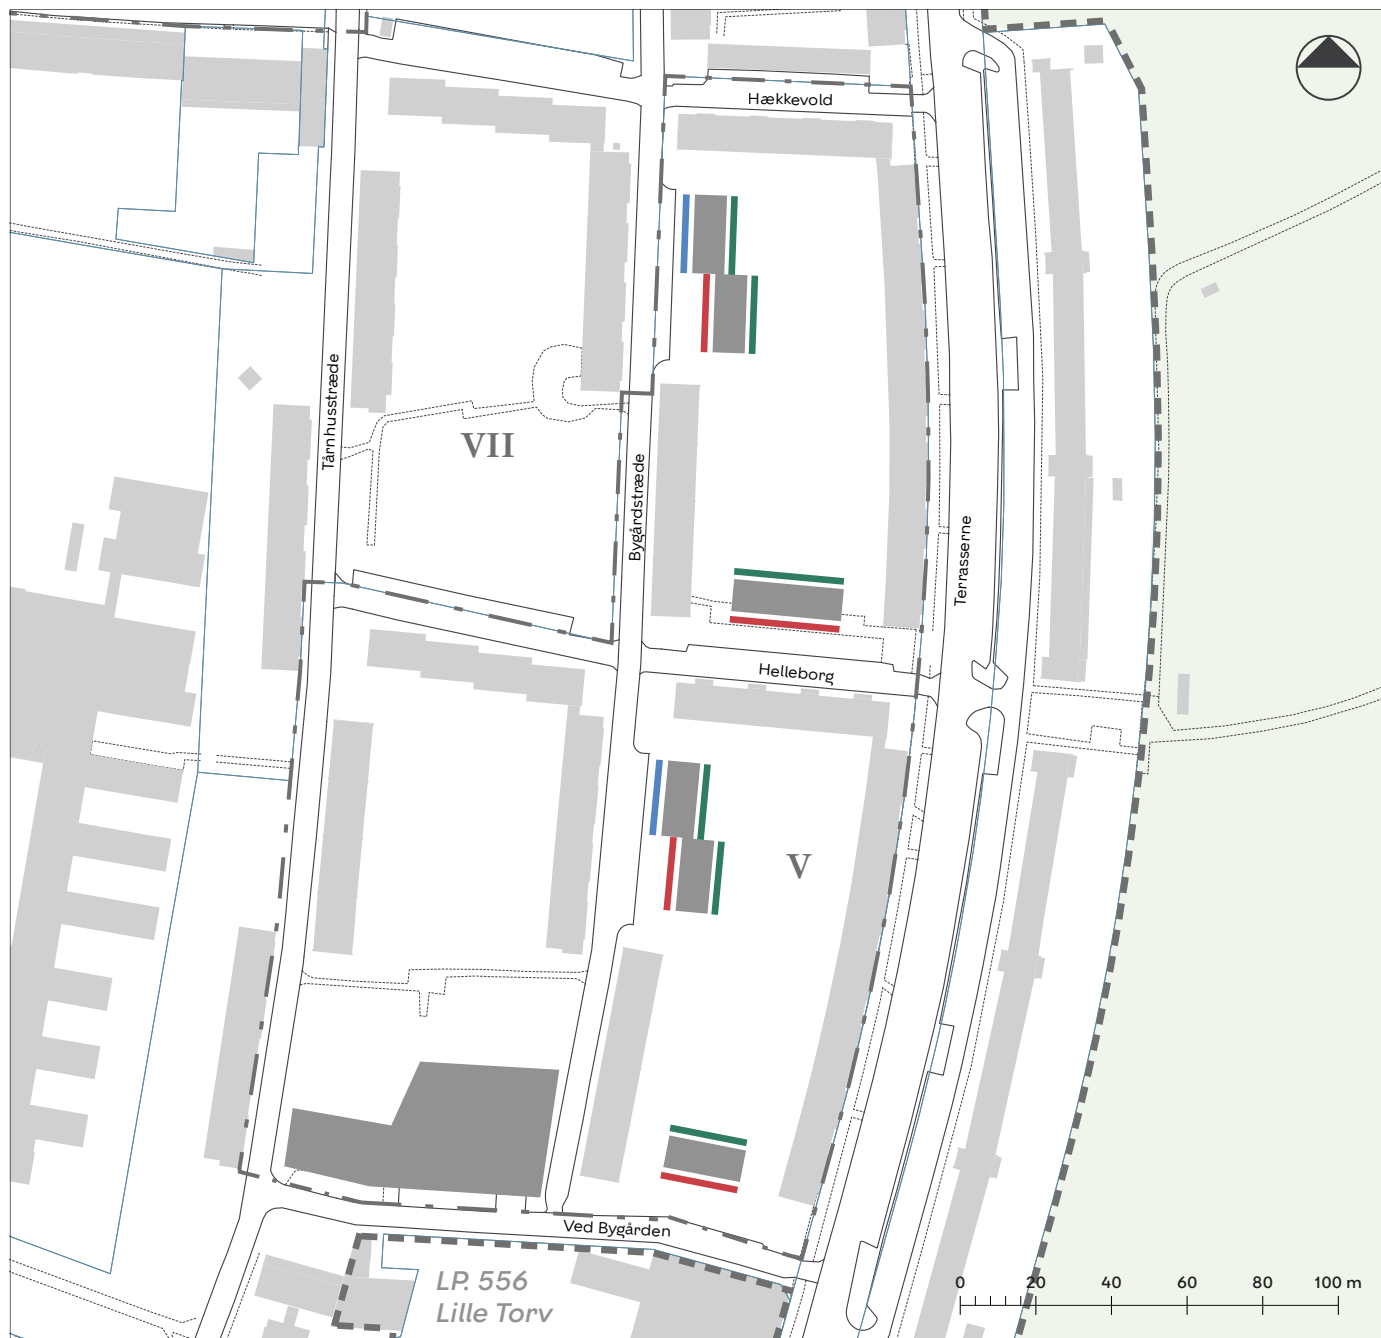 Hækkevold
Tårnhusstræde
VII
Bygårdstræde
Terrasserne
Helleborg
V
Ved Bygården
LP. 556
Lille Torv
0 20 40 60 80 100 m